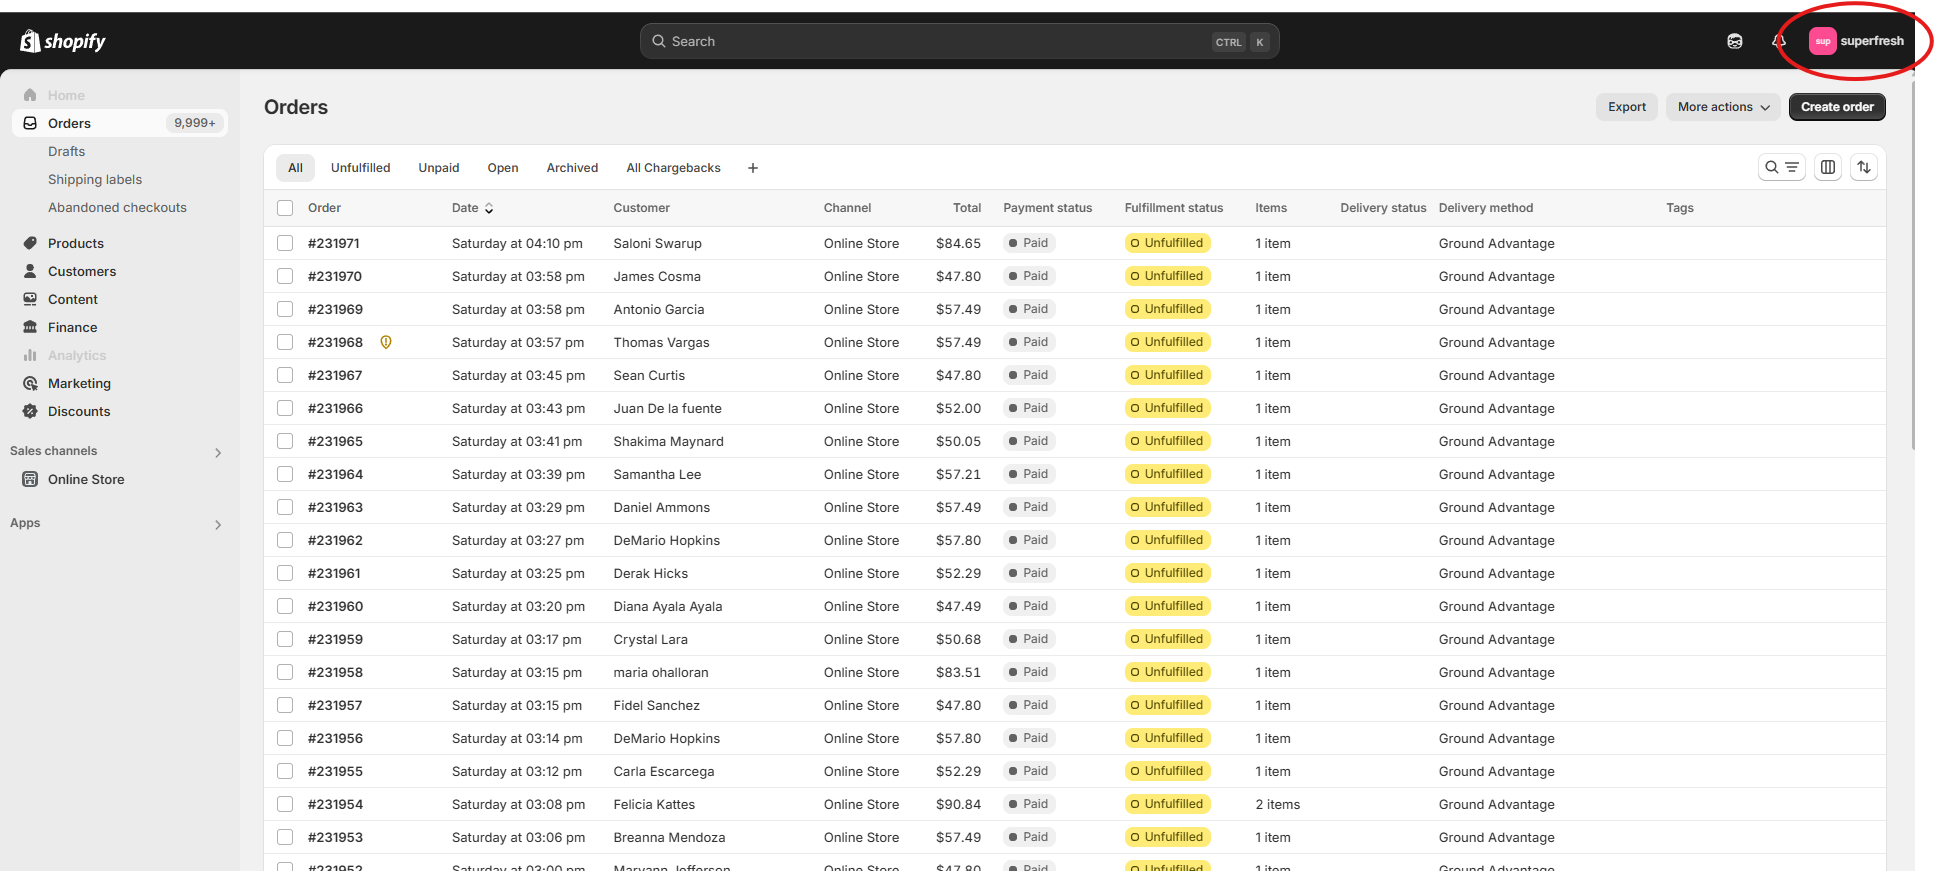 shopify
Search CTRL K
sup superfresh
Home
Orders 9,999+
Drafts
Shipping labels
Abandoned checkouts
Products
Customers
Content
Finance
Analytics
Marketing
Discounts
Sales channels
Online Store
Apps
Orders
Export More actions Create order
All Unfulfilled Unpaid Open Archived All Chargebacks +
Order Date Customer Channel Total Payment status Fulfillment status Items Delivery status Delivery method Tags
#231971 Saturday at 04:10 pm Saloni Swarup Online Store $84.65 Paid Unfulfilled 1 item Ground Advantage
#231970 Saturday at 03:58 pm James Cosma Online Store $47.80 Paid Unfulfilled 1 item Ground Advantage
#231969 Saturday at 03:58 pm Antonio Garcia Online Store $57.49 Paid Unfulfilled 1 item Ground Advantage
#231968 Saturday at 03:57 pm Thomas Vargas Online Store $57.49 Paid Unfulfilled 1 item Ground Advantage
#231967 Saturday at 03:45 pm Sean Curtis Online Store $47.80 Paid Unfulfilled 1 item Ground Advantage
#231966 Saturday at 03:43 pm Juan De la fuente Online Store $52.00 Paid Unfulfilled 1 item Ground Advantage
#231965 Saturday at 03:41 pm Shakima Maynard Online Store $50.05 Paid Unfulfilled 1 item Ground Advantage
#231964 Saturday at 03:39 pm Samantha Lee Online Store $57.21 Paid Unfulfilled 1 item Ground Advantage
#231963 Saturday at 03:29 pm Daniel Ammons Online Store $57.49 Paid Unfulfilled 1 item Ground Advantage
#231962 Saturday at 03:27 pm DeMario Hopkins Online Store $57.80 Paid Unfulfilled 1 item Ground Advantage
#231961 Saturday at 03:25 pm Derak Hicks Online Store $52.29 Paid Unfulfilled 1 item Ground Advantage
#231960 Saturday at 03:20 pm Diana Ayala Ayala Online Store $47.49 Paid Unfulfilled 1 item Ground Advantage
#231959 Saturday at 03:17 pm Crystal Lara Online Store $50.68 Paid Unfulfilled 1 item Ground Advantage
#231958 Saturday at 03:15 pm maria ohalloran Online Store $83.51 Paid Unfulfilled 1 item Ground Advantage
#231957 Saturday at 03:15 pm Fidel Sanchez Online Store $47.80 Paid Unfulfilled 1 item Ground Advantage
#231956 Saturday at 03:14 pm DeMario Hopkins Online Store $57.80 Paid Unfulfilled 1 item Ground Advantage
#231955 Saturday at 03:12 pm Carla Escarcega Online Store $52.29 Paid Unfulfilled 1 item Ground Advantage
#231954 Saturday at 03:08 pm Felicia Kattes Online Store $90.84 Paid Unfulfilled 2 items Ground Advantage
#231953 Saturday at 03:06 pm Breanna Mendoza Online Store $57.49 Paid Unfulfilled 1 item Ground Advantage
#231952 Saturday at 03:00 pm Maryann Jefferson Online Store $47.80 Paid Unfulfilled 1 item Ground Advantage